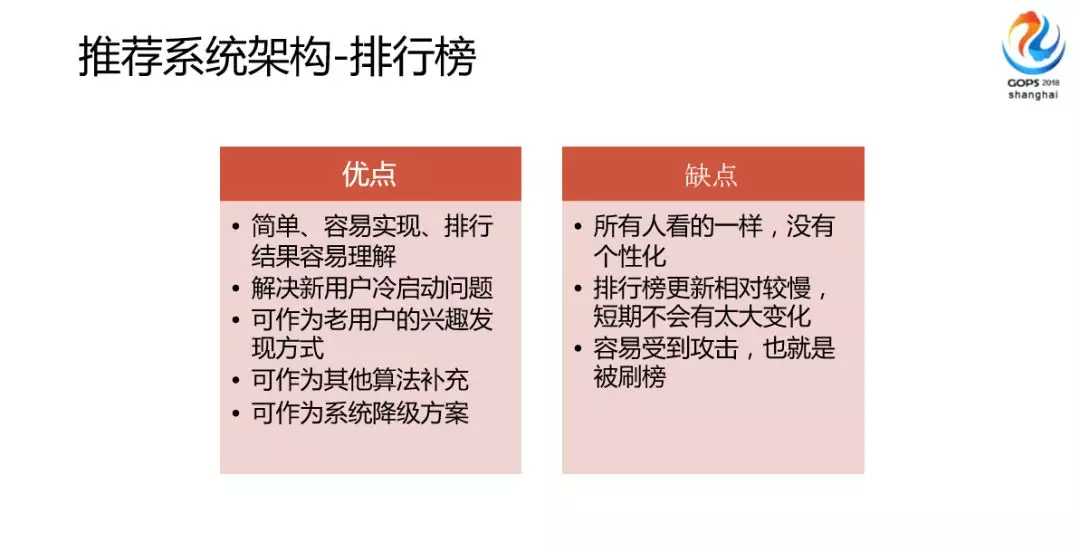 推荐系统架构-排行榜
GOPS 2018
shanghai
优点
• 简单、容易实现、排行
结果容易理解
• 解决新用户冷启动问题
• 可作为老用户的兴趣发
现方式
• 可作为其他算法补充
• 可作为系统降级方案
缺点
• 所有人看的一样，没有
个性化
• 排行榜更新相对较慢，
短期不会有太大变化
• 容易受到攻击，也就是
被刷榜